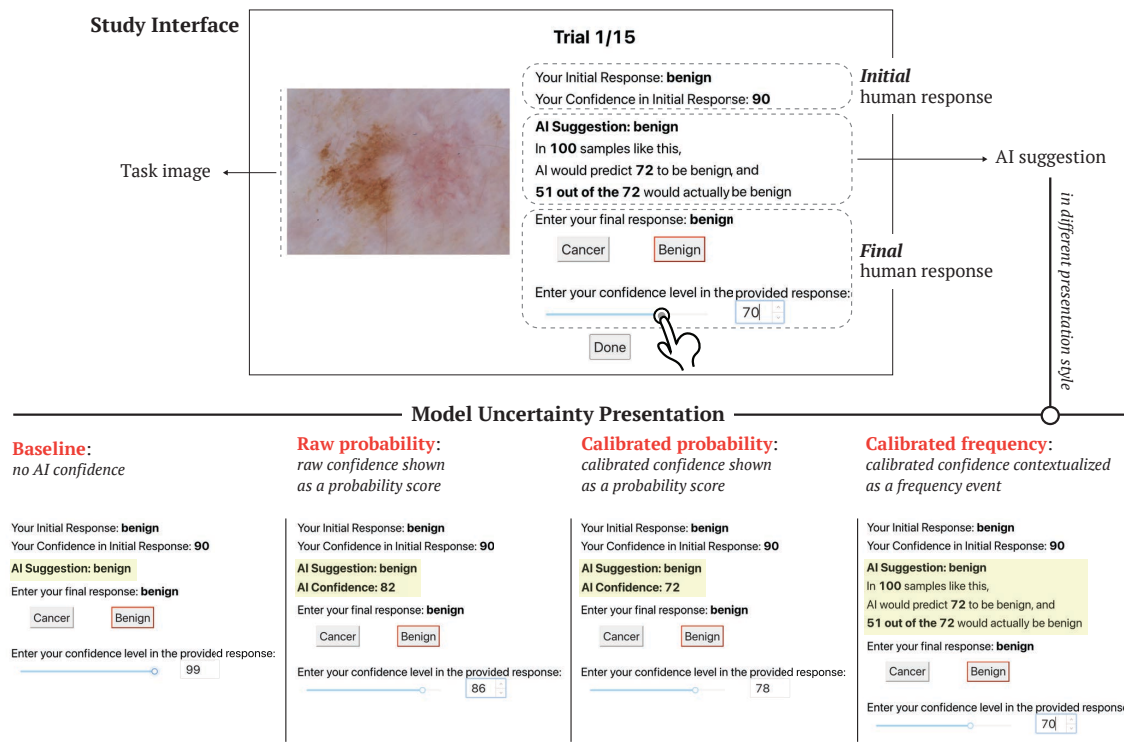 Study Interface
Trial 1/15
Your Initial Response: benign
Your Confidence in Initial Response: 90
Initial
human response
AI Suggestion: benign
In 100 samples like this,
AI would predict 72 to be benign, and
51 out of the 72 would actually be benign
Task image
AI suggestion
in different presentation style
Enter your final response: benign
Cancer
Benign
Final
human response
Enter your confidence level in the provided response:
70
Done
Model Uncertainty Presentation
Baseline:
no AI confidence
Your Initial Response: benign
Your Confidence in Initial Response: 90
AI Suggestion: benign
Enter your final response: benign
Cancer
Benign
Enter your confidence level in the provided response:
99
Raw probability:
raw confidence shown
as a probability score
Your Initial Response: benign
Your Confidence in Initial Response: 90
AI Suggestion: benign
AI Confidence: 82
Enter your final response: benign
Cancer
Benign
Enter your confidence level in the provided response:
86
Calibrated probability:
calibrated confidence shown
as a probability score
Your Initial Response: benign
Your Confidence in Initial Response: 90
AI Suggestion: benign
AI Confidence: 72
Enter your final response: benign
Cancer
Benign
Enter your confidence level in the provided response:
78
Calibrated frequency:
calibrated confidence contextualized
as a frequency event
Your Initial Response: benign
Your Confidence in Initial Response: 90
AI Suggestion: benign
In 100 samples like this,
AI would predict 72 to be benign, and
51 out of the 72 would actually be benign
Enter your final response: benign
Cancer
Benign
Enter your confidence level in the provided response
70